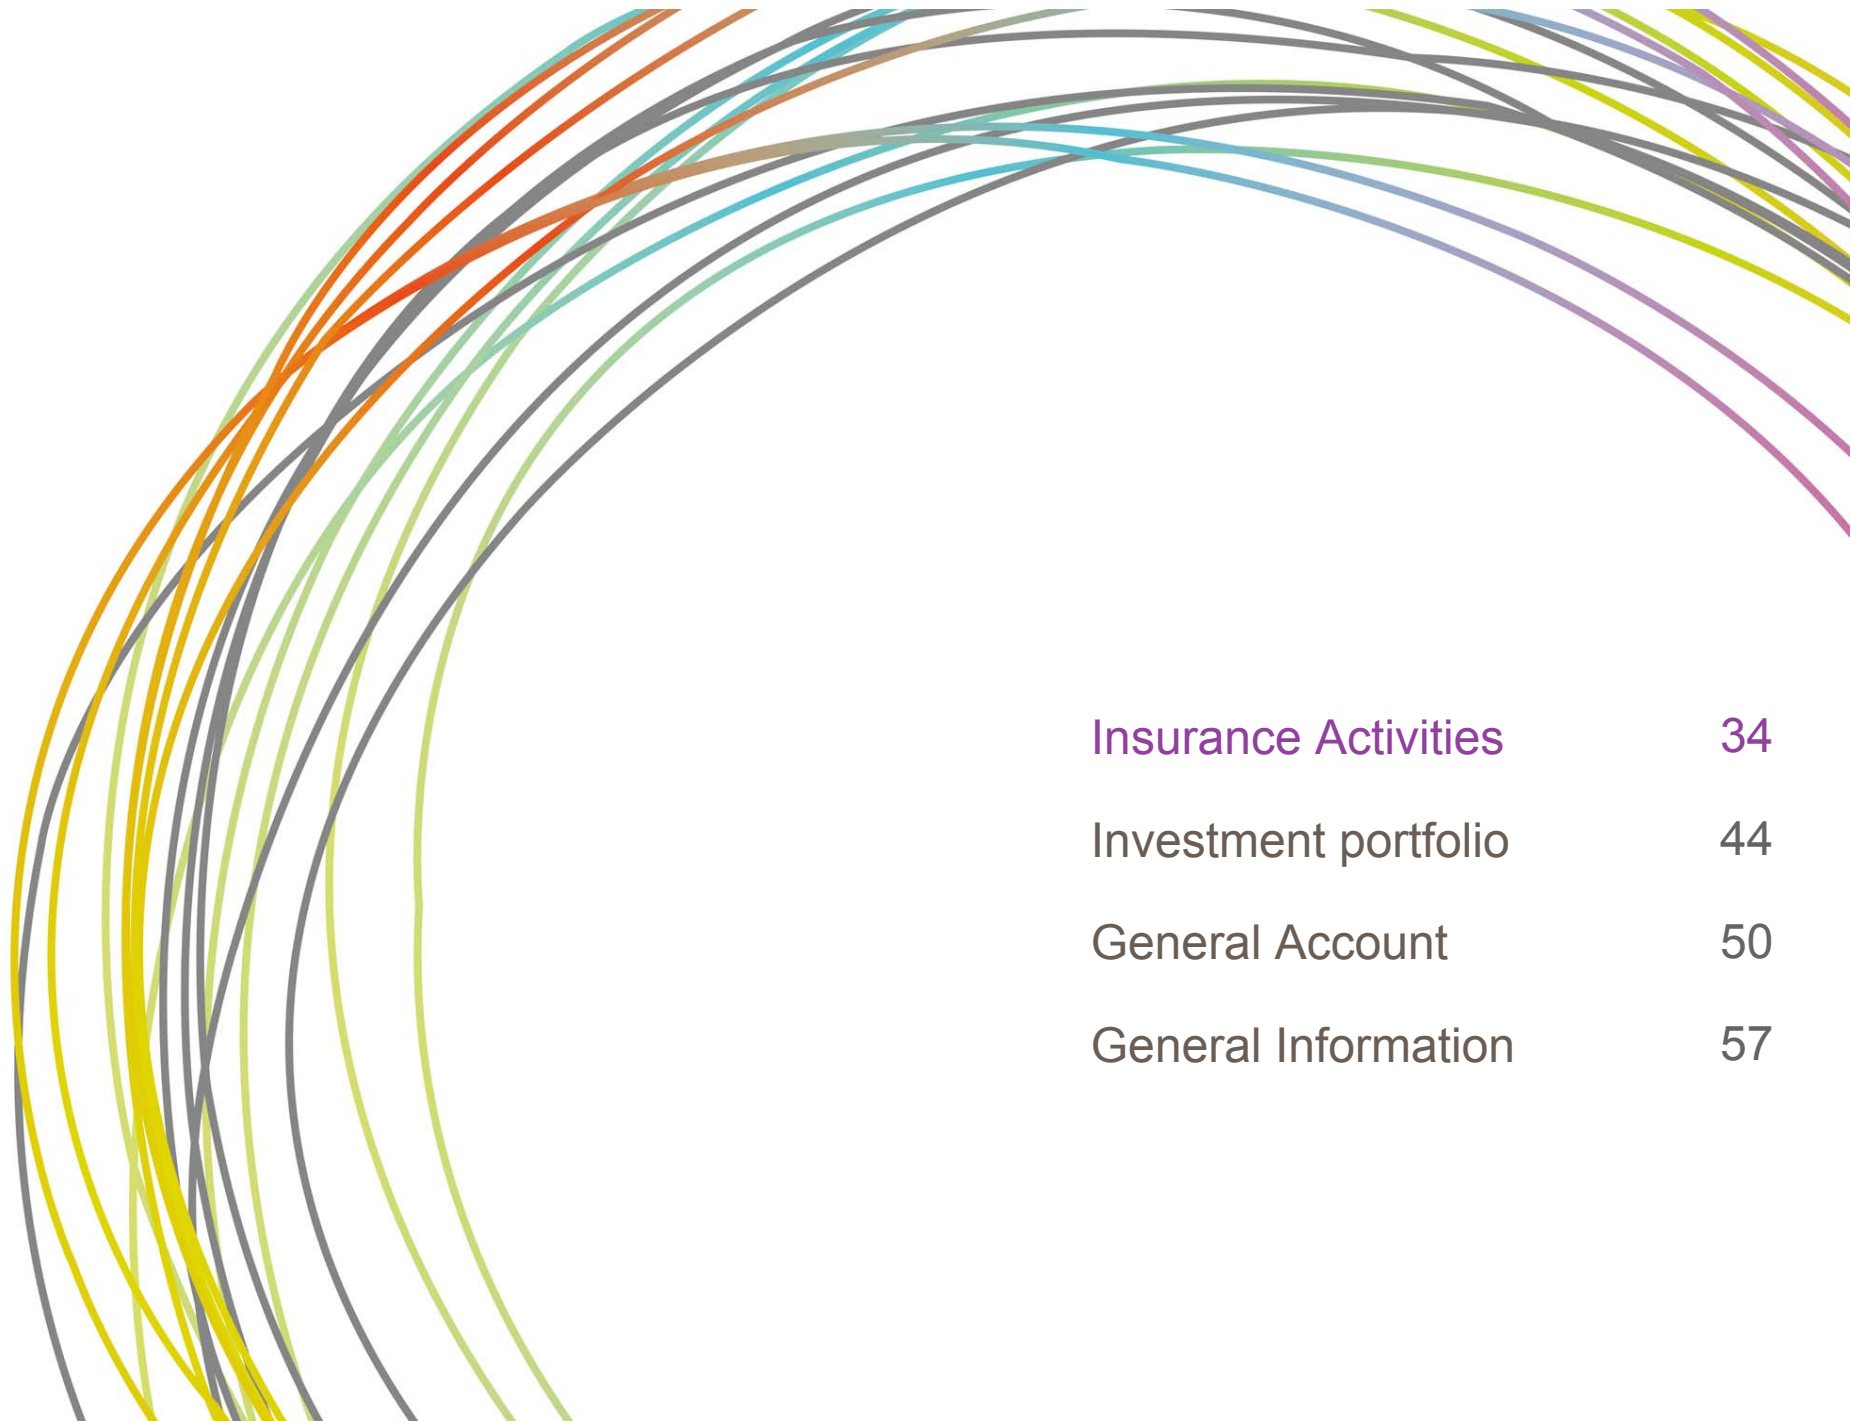 Insurance Activities 34
Investment portfolio 44
General Account 50
General Information 57